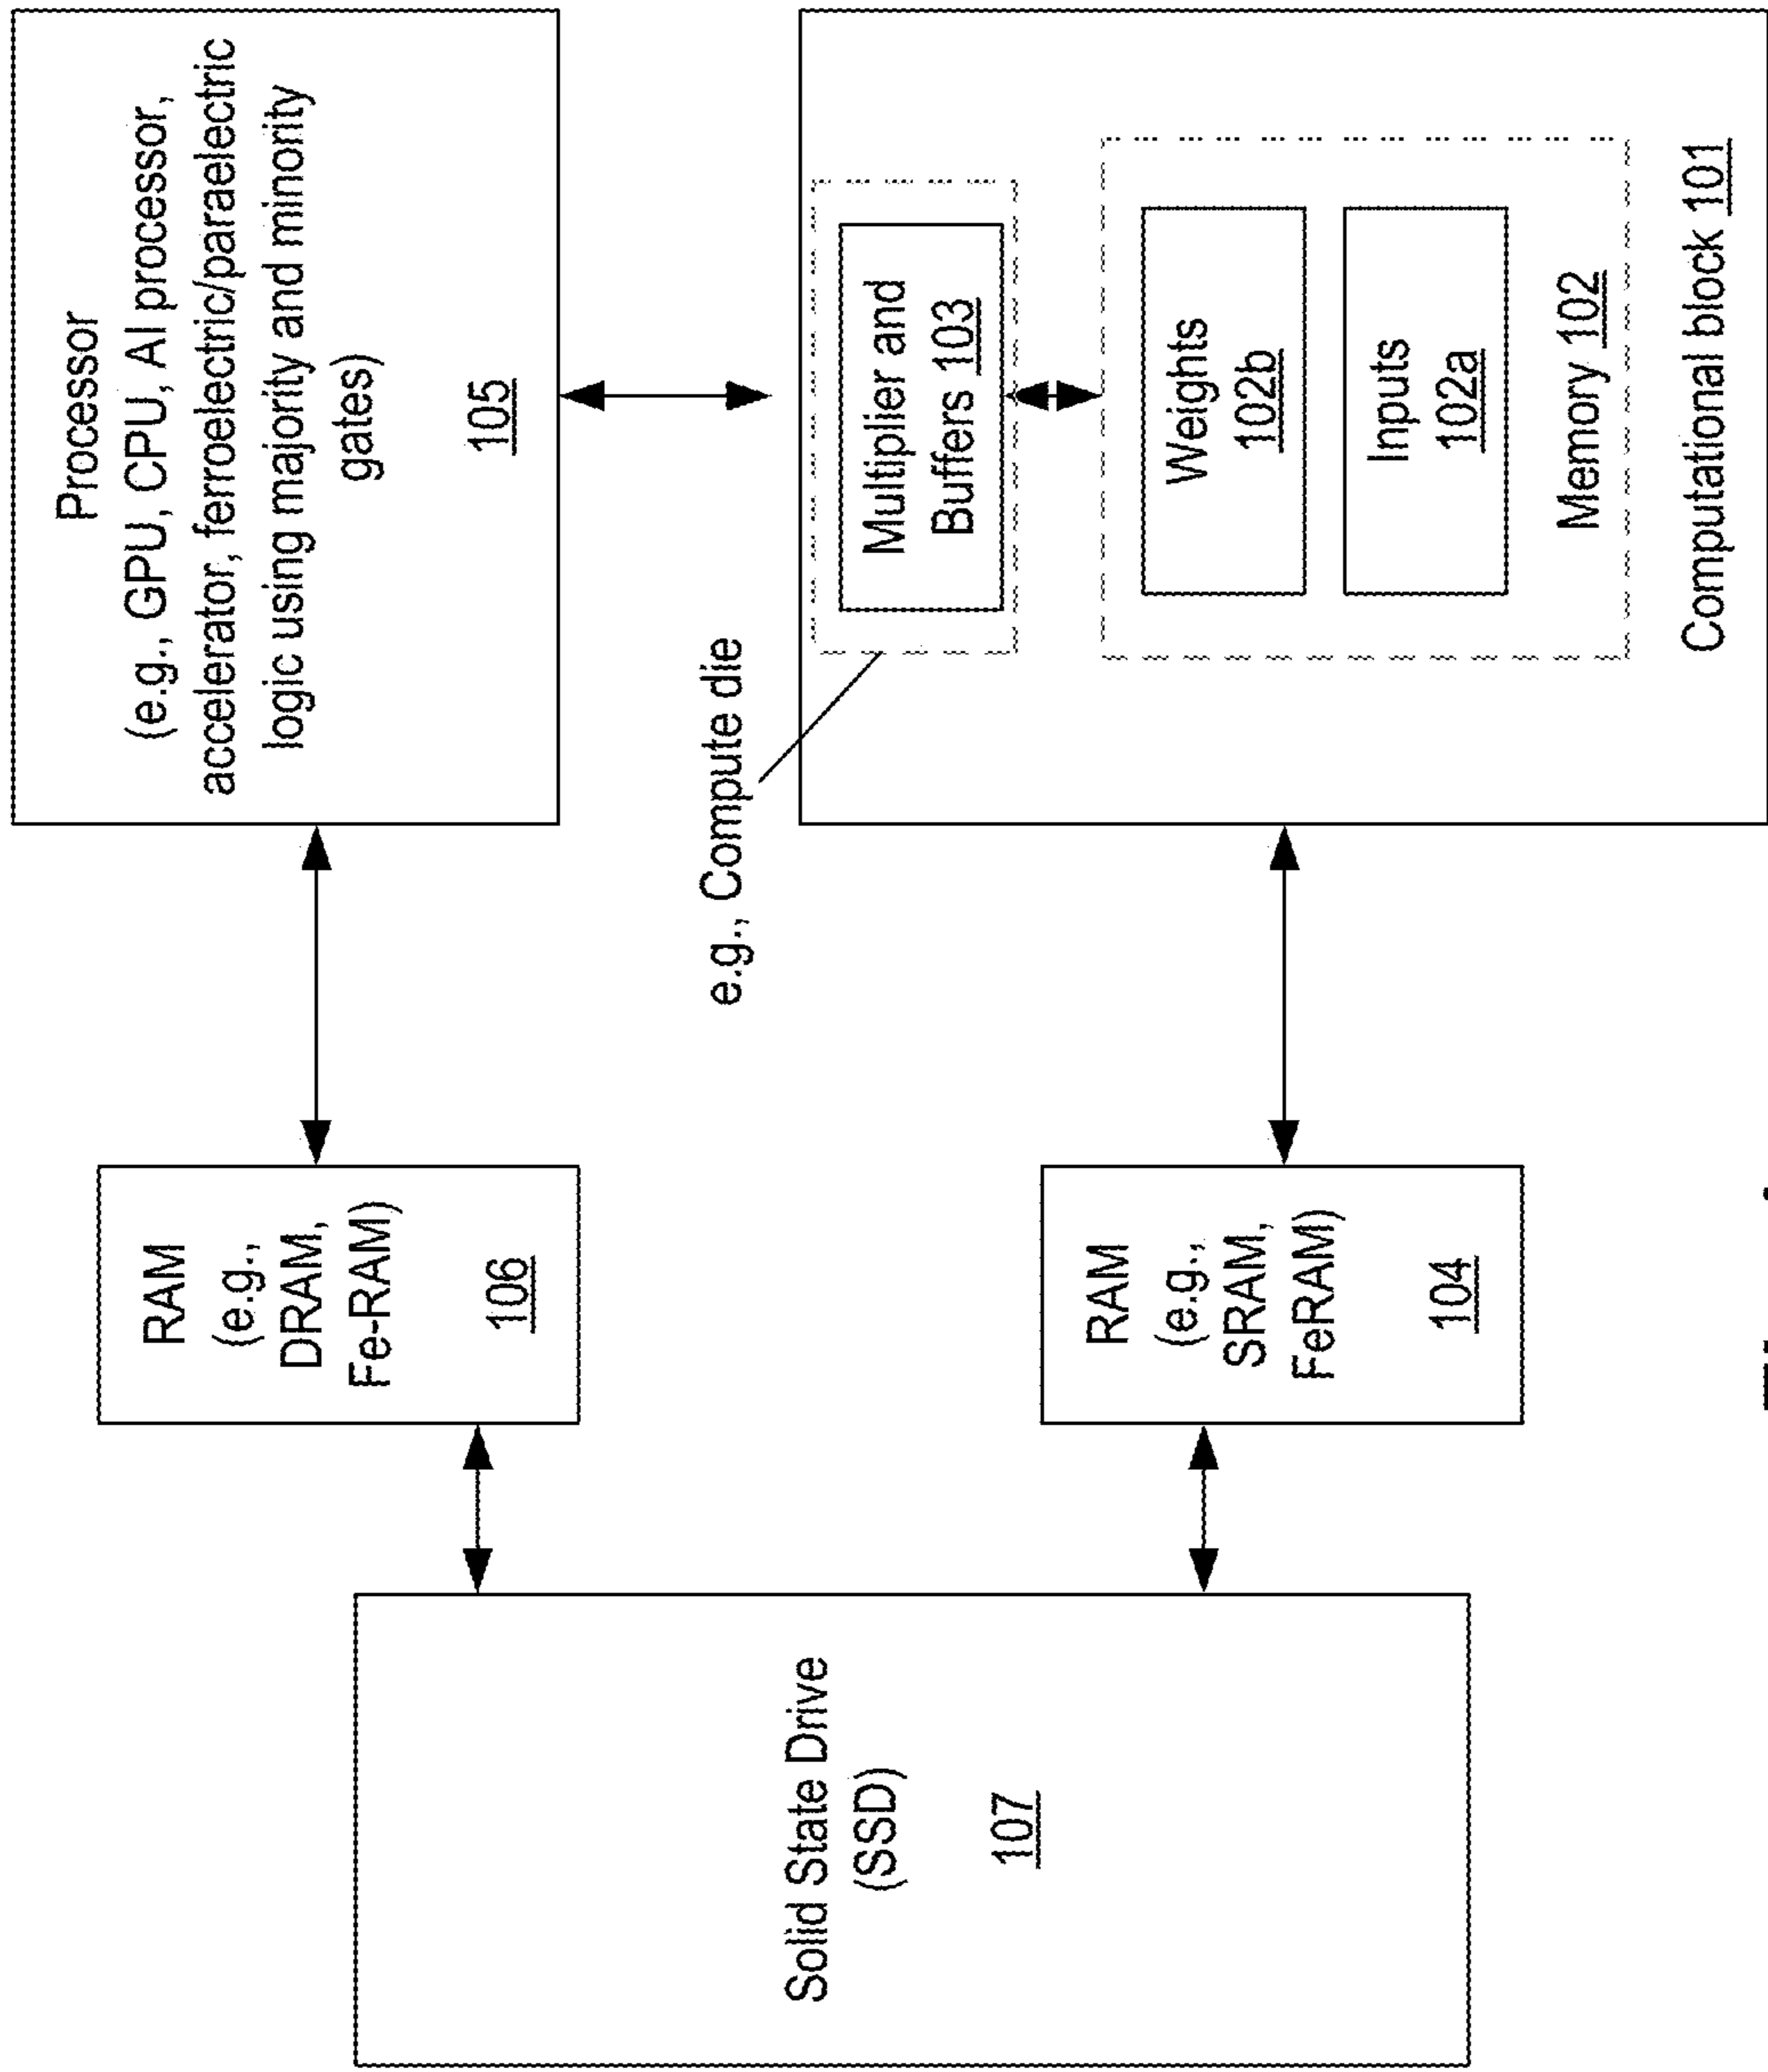 Processor
(e.g., GPU, CPU, AI processor,
accelerator, ferroelectric/paraelectric
logic using majority and minority
gates)
105
RAM
(e.g.,
DRAM,
Fe-RAM)
106
Solid State Drive
(SSD)
107
e.g., Compute die
Multiplier and
Buffers 103
Weights
102b
Inputs
102a
Memory 102
Computational block 101
RAM
(e.g.,
SRAM,
FeRAM)
104